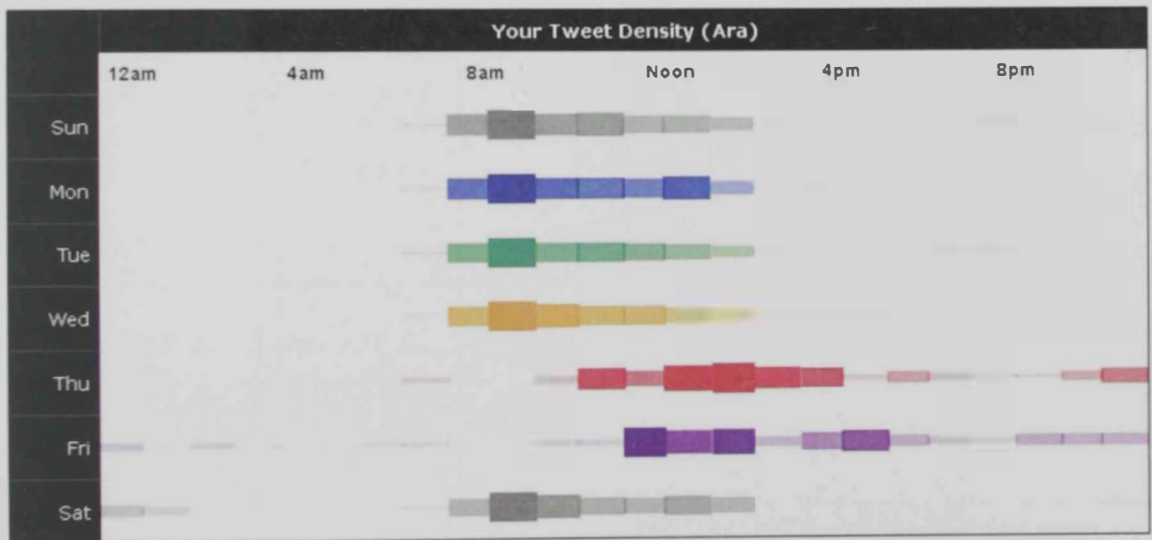 Your Tweet Density (Ara)
12am 4am 8am Noon 4pm 8pm
Sun
Mon
Tue
Wed
Thu
Fri
Sat